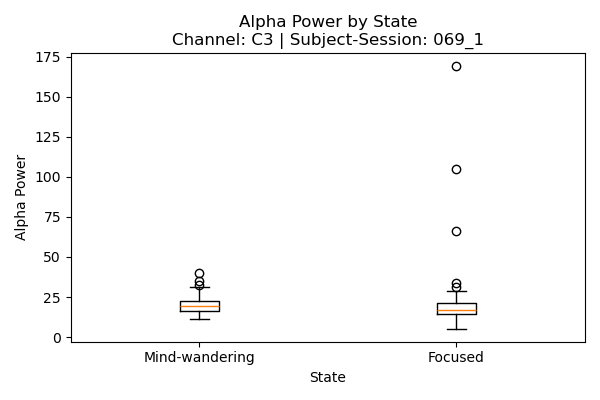 Alpha Power by State
Channel: C3 | Subject-Session: 069_1
175
150
125
100
75
50
25
0
Alpha Power
Mind-wandering
Focused
State